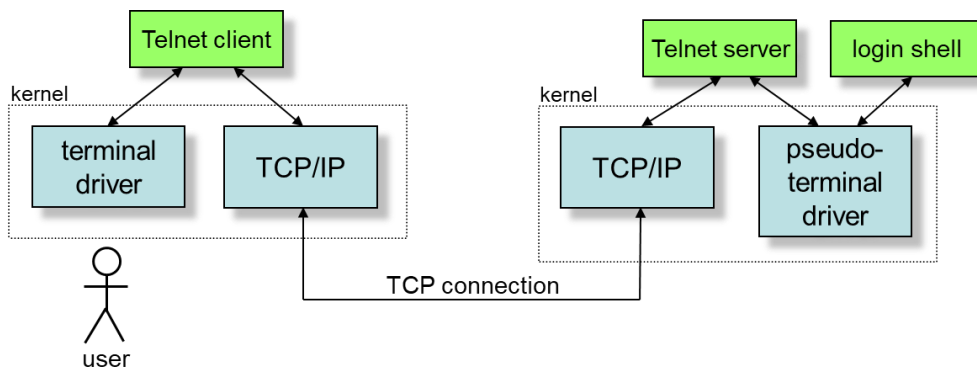 Telnet client
Telnet server
login shell
kernel
kernel
terminal
driver
TCP/IP
TCP/IP
pseudo-
terminal
driver
TCP connection
user